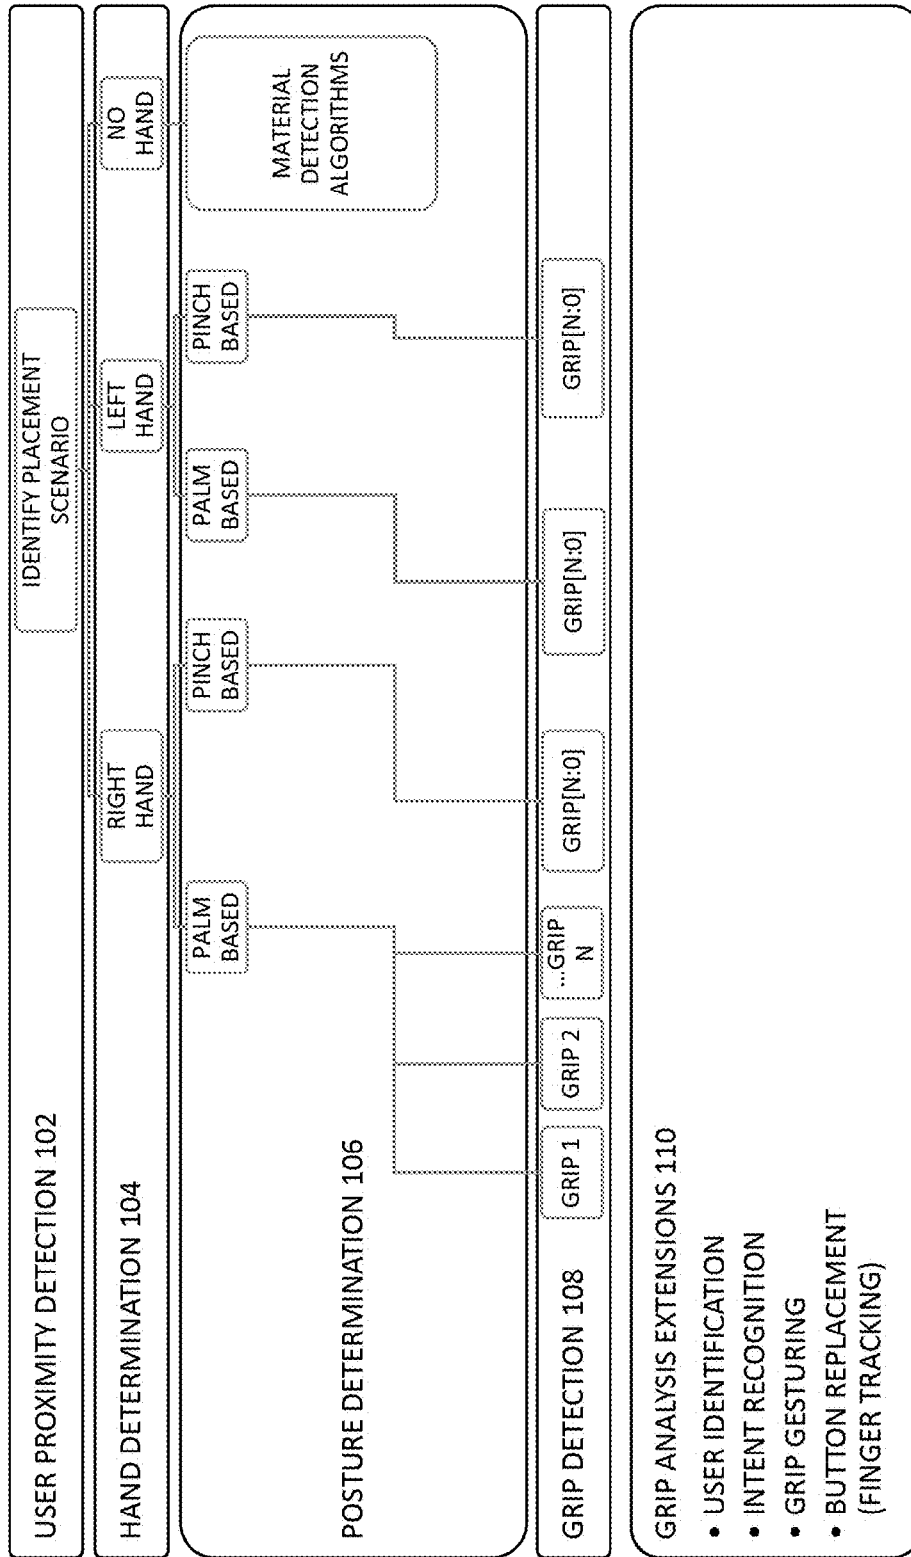 USER PROXIMITY DETECTION 102
IDENTIFY PLACEMENT
SCENARIO
HAND DETERMINATION 104
RIGHT
HAND
LEFT
HAND
NO
HAND
POSTURE DETERMINATION 106
PALM
BASED
PINCH
BASED
PALM
BASED
PINCH
BASED
MATERIAL
DETECTION
ALGORITHMS
GRIP DETECTION 108
GRIP 1
GRIP 2
...GRIP
N
GRIP[N:0]
GRIP[N:0]
GRIP[N:0]
GRIP ANALYSIS EXTENSIONS 110
• USER IDENTIFICATION
• INTENT RECOGNITION
• GRIP GESTURING
• BUTTON REPLACEMENT
(FINGER TRACKING)